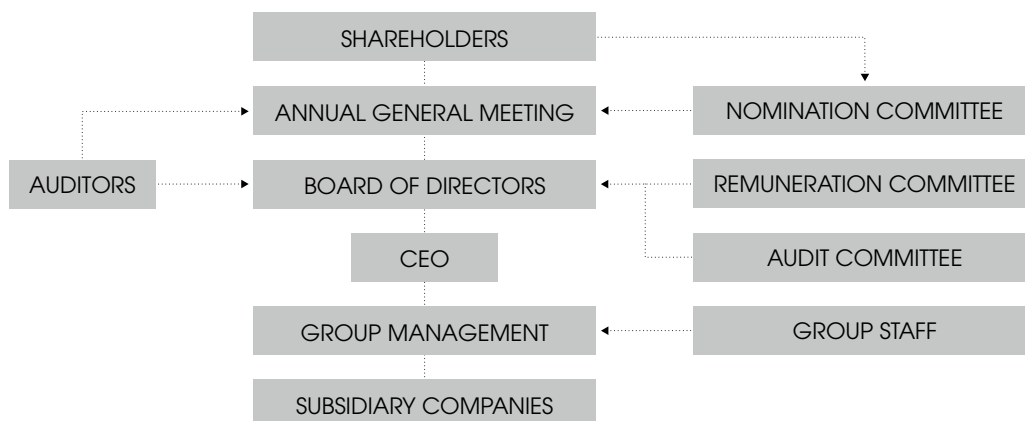 SHAREHOLDERS
ANNUAL GENERAL MEETING
NOMINATION COMMITTEE
AUDITORS
BOARD OF DIRECTORS
REMUNERATION COMMITTEE
CEO
AUDIT COMMITTEE
GROUP MANAGEMENT
GROUP STAFF
SUBSIDIARY COMPANIES